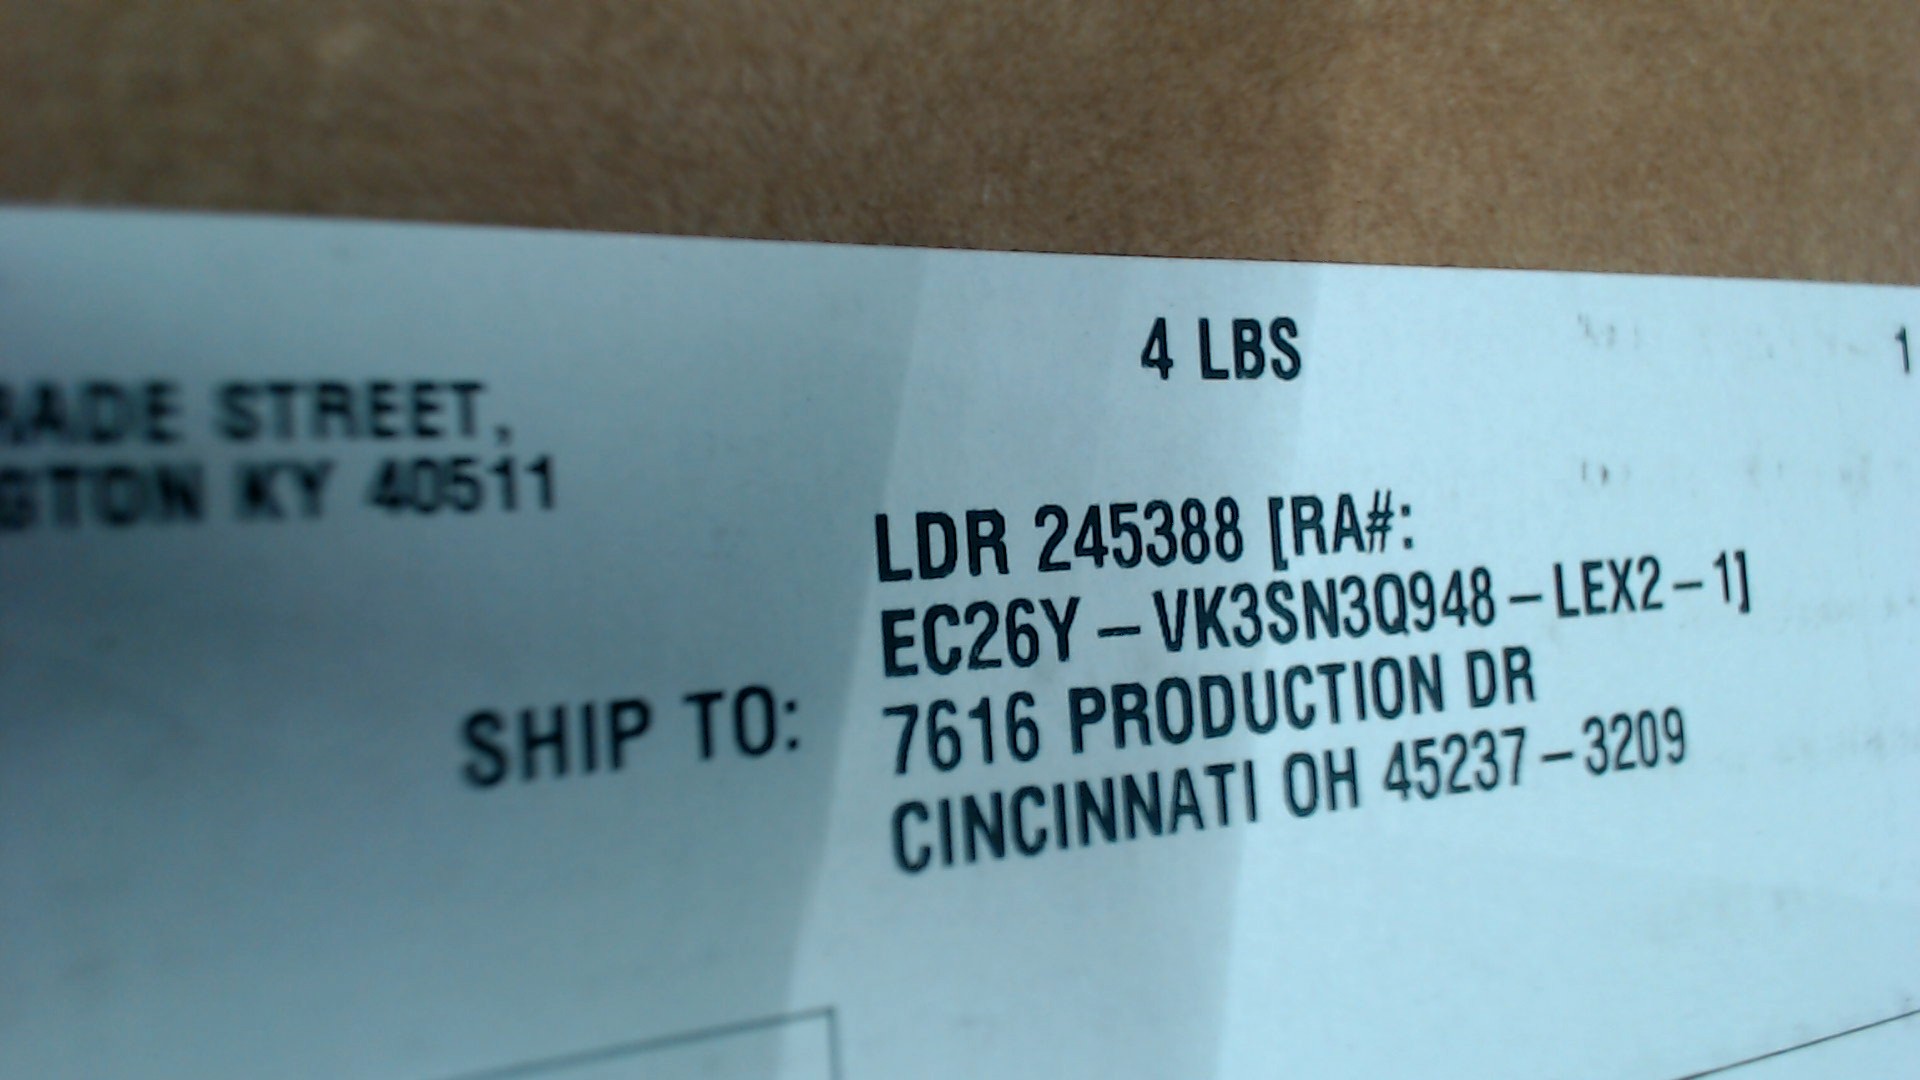 4 LBS 1
RADE STREET,
GTON KY 40511
LDR 245388 [RA#:
EC26Y-VK3SN3Q948-LEX2-1]
SHIP TO: 7616 PRODUCTION DR
CINCINNATI OH 45237-3209